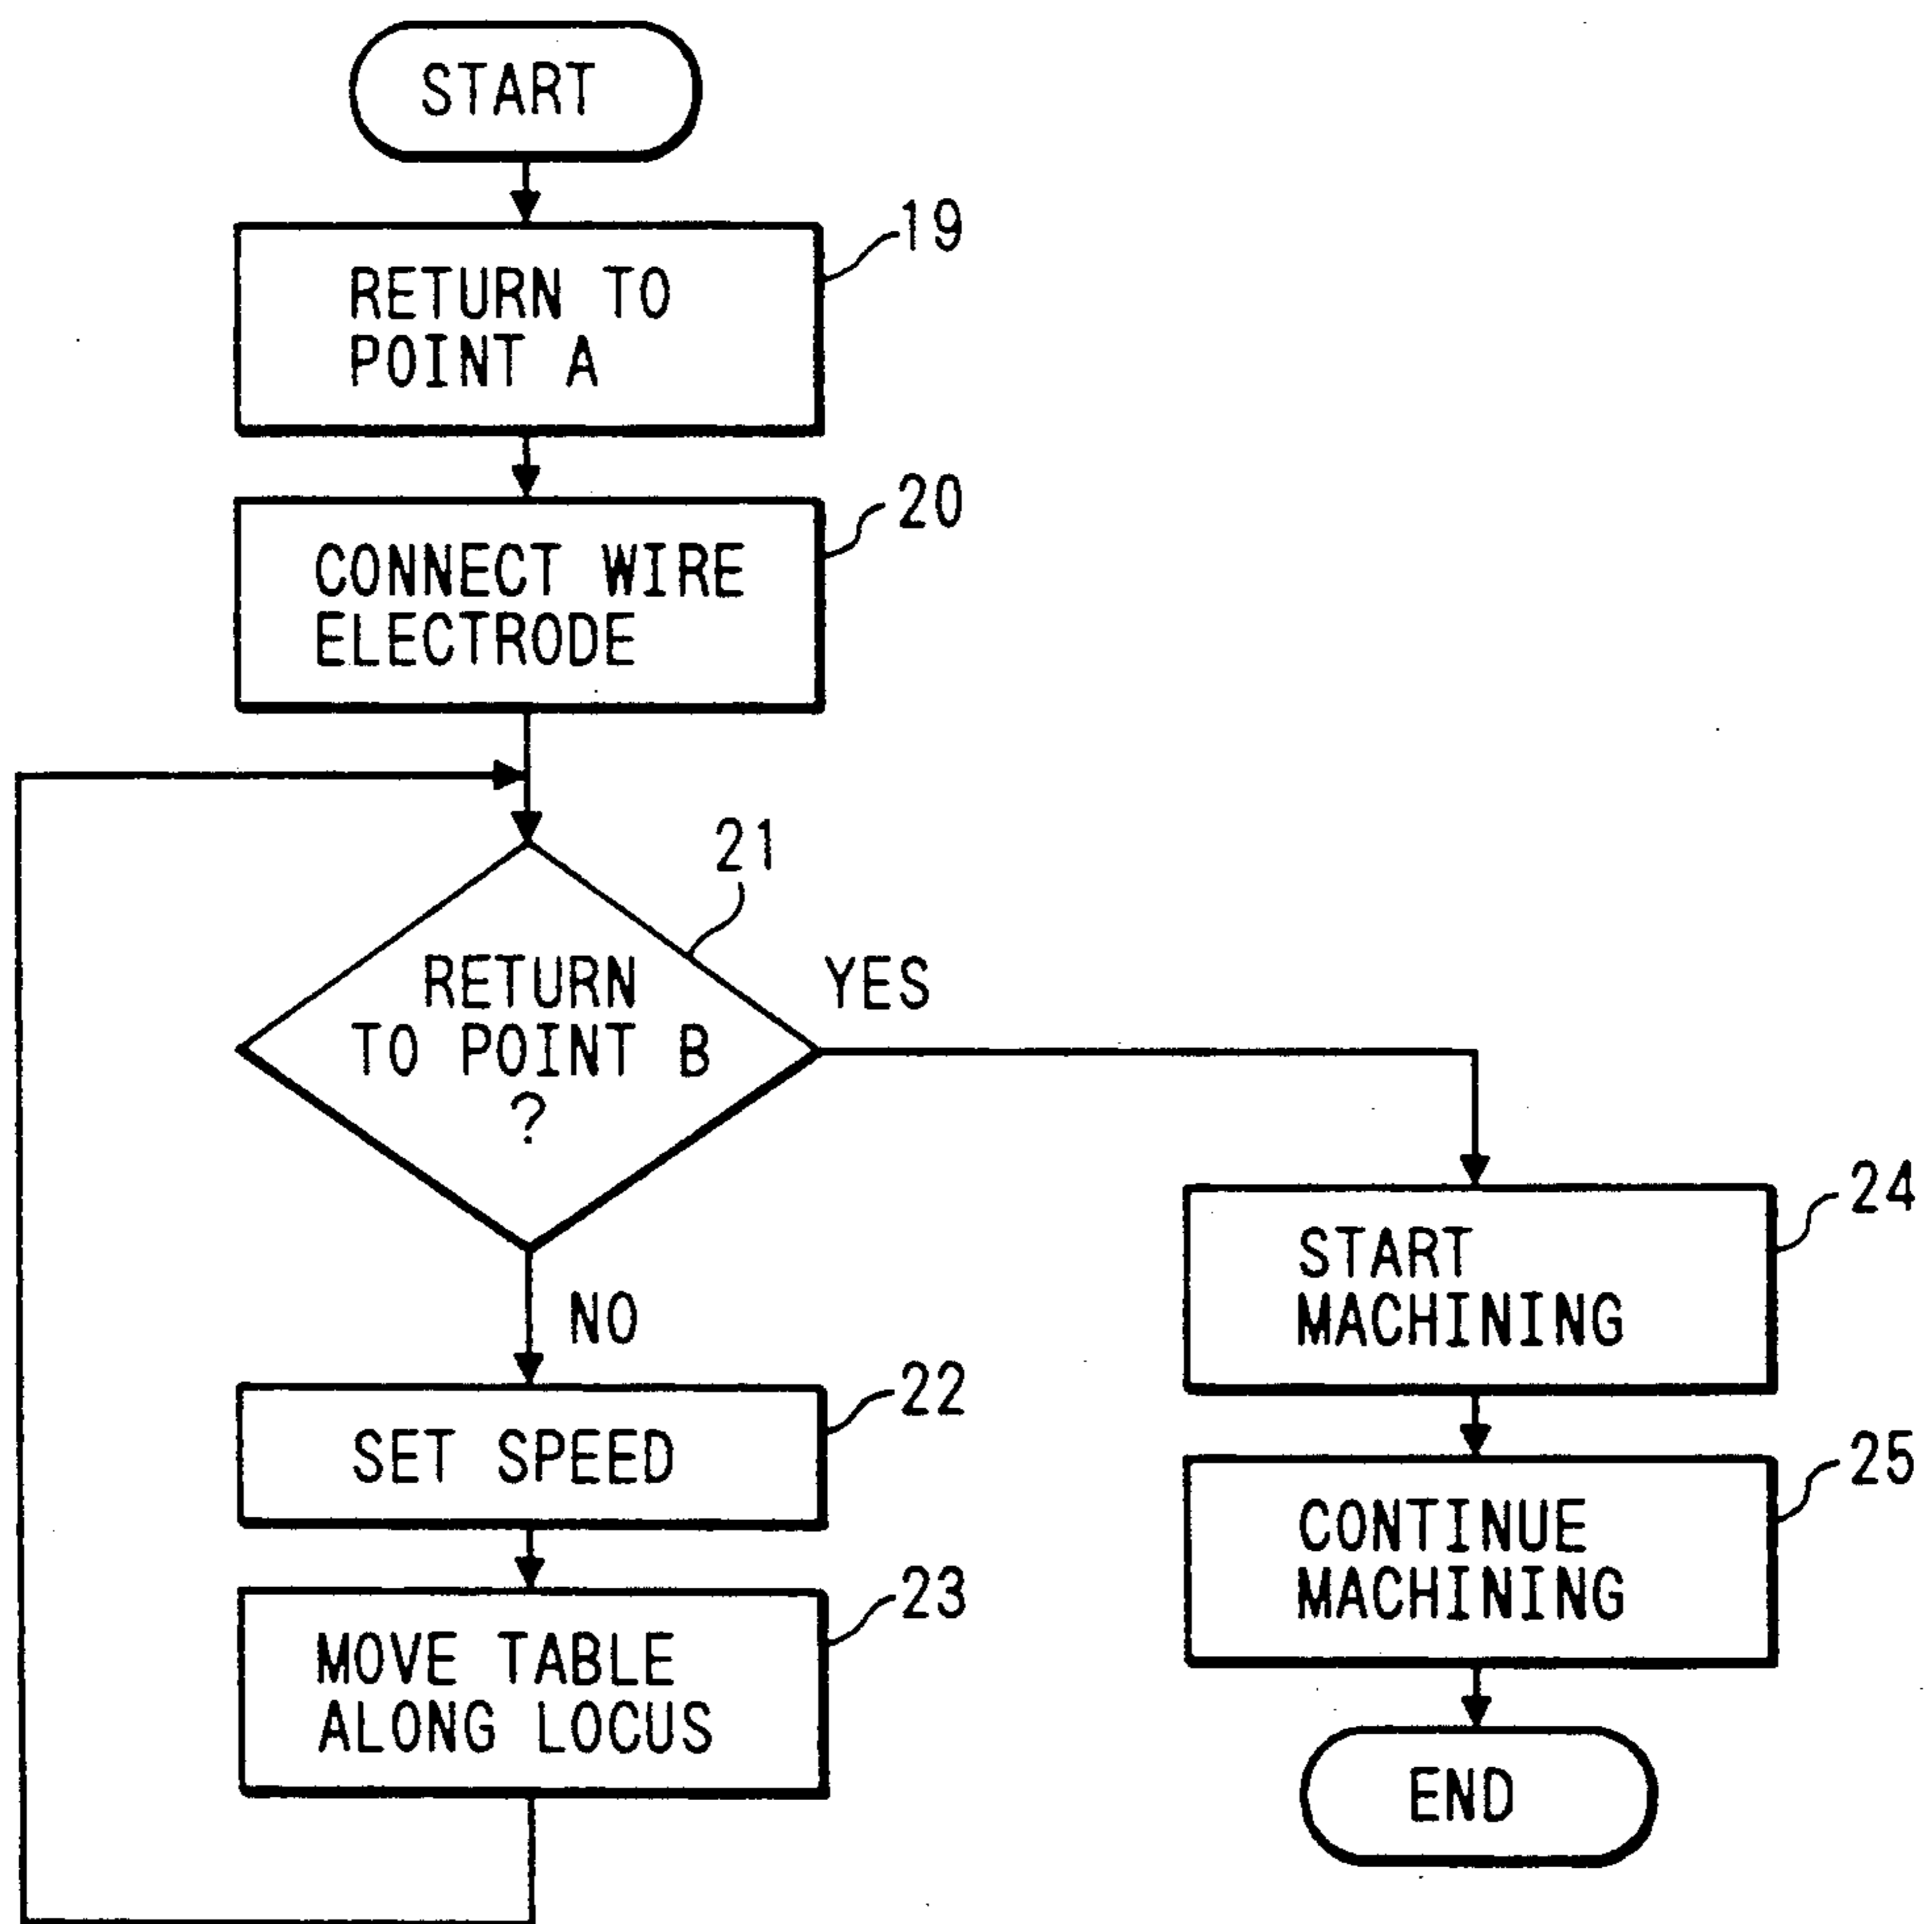 START
19
RETURN TO
POINT A
20
CONNECT WIRE
ELECTRODE
21
RETURN
TO POINT B
?
YES
NO
22
SET SPEED
23
MOVE TABLE
ALONG LOCUS
24
START
MACHINING
25
CONTINUE
MACHINING
END